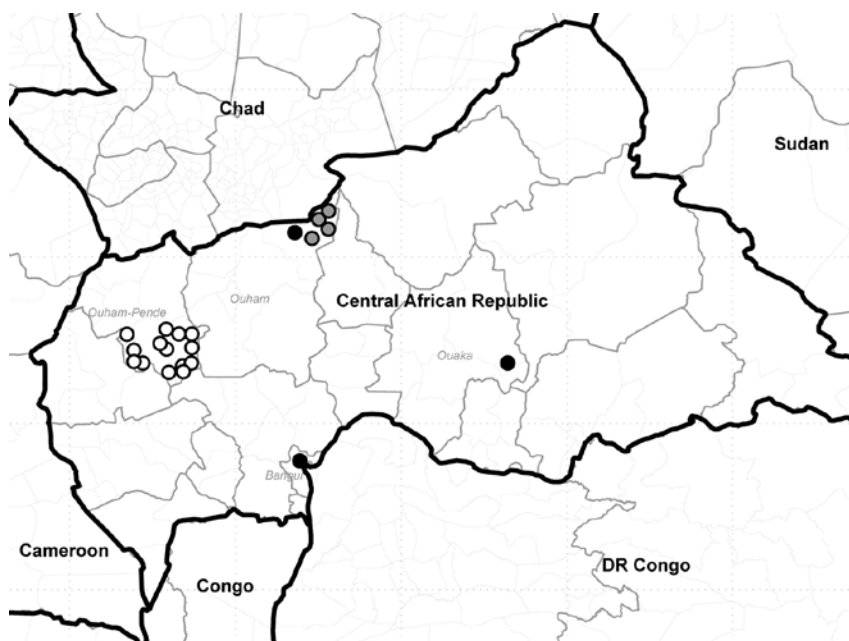 Chad
Sudan
Ouham
Central African Republic
Ouham-Pende
Ouaka
Bangui
Cameroon
Congo
DR Congo